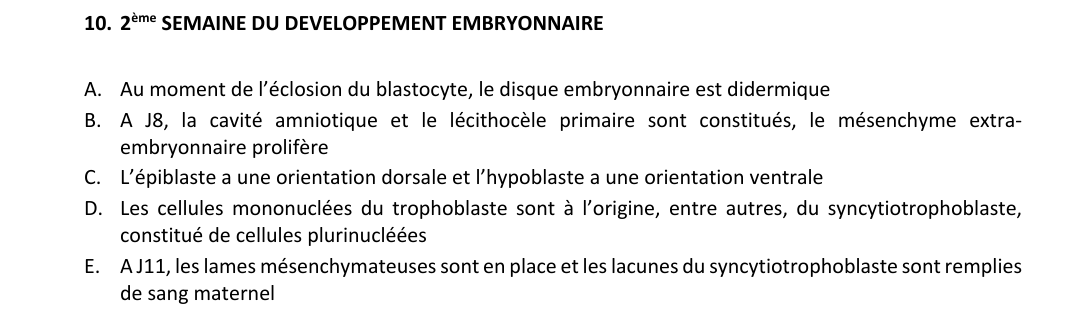 10. 2ème SEMAINE DU DEVELOPPEMENT EMBRYONNAIRE
A. Au moment de l’éclosion du blastocyte, le disque embryonnaire est didermique
B. A J8, la cavité amniotique et le lécithocèle primaire sont constitués, le mésenchyme extra-
embryonnaire prolifère
C. L’épiblaste a une orientation dorsale et l’hypoblaste a une orientation ventrale
D. Les cellules mononuclées du trophoblaste sont à l’origine, entre autres, du syncytiotrophoblaste,
constitué de cellules plurinucléées
E. A J11, les lames mésenchymateuses sont en place et les lacunes du syncytiotrophoblaste sont remplies
de sang maternel